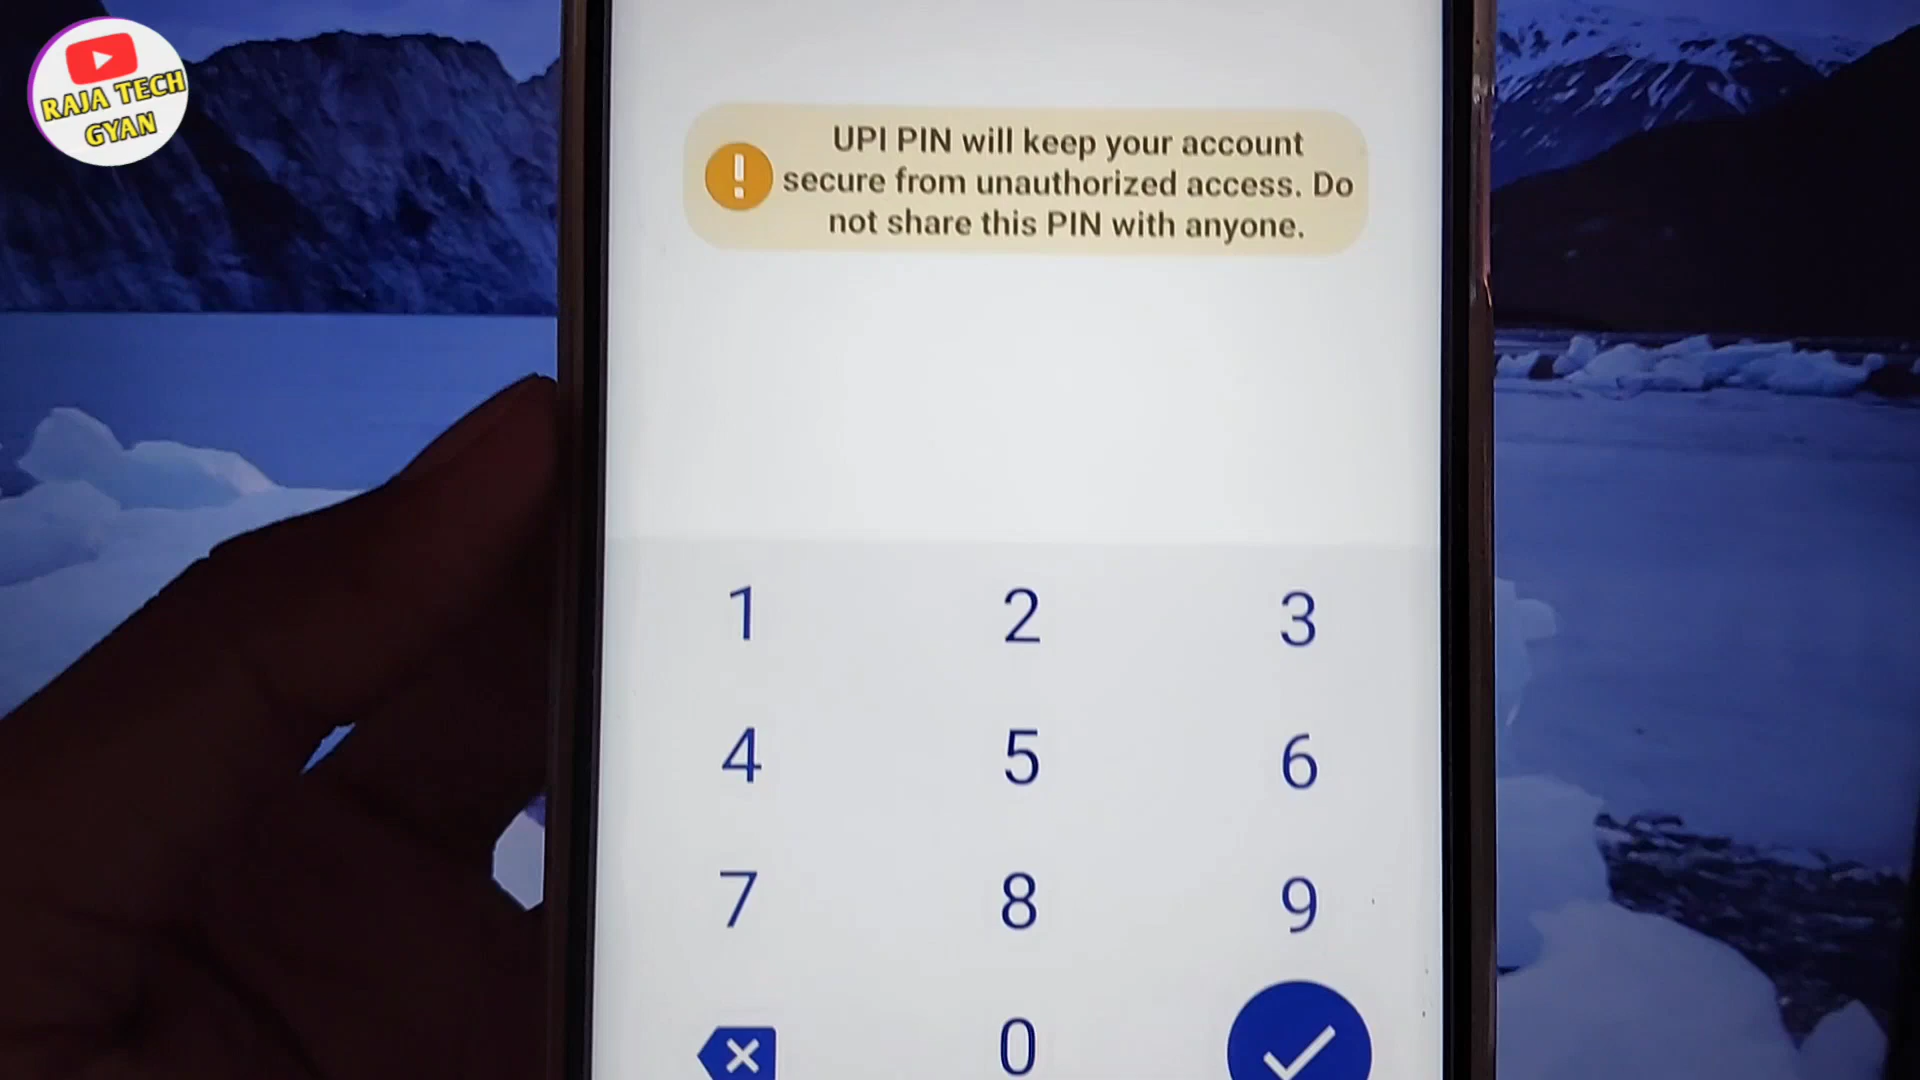 RAJA TECH
GYAN
UPI PIN will keep your account
secure from unauthorized access. Do
not share this PIN with anyone.
1 2 3
4 5 6
7 8 9
0